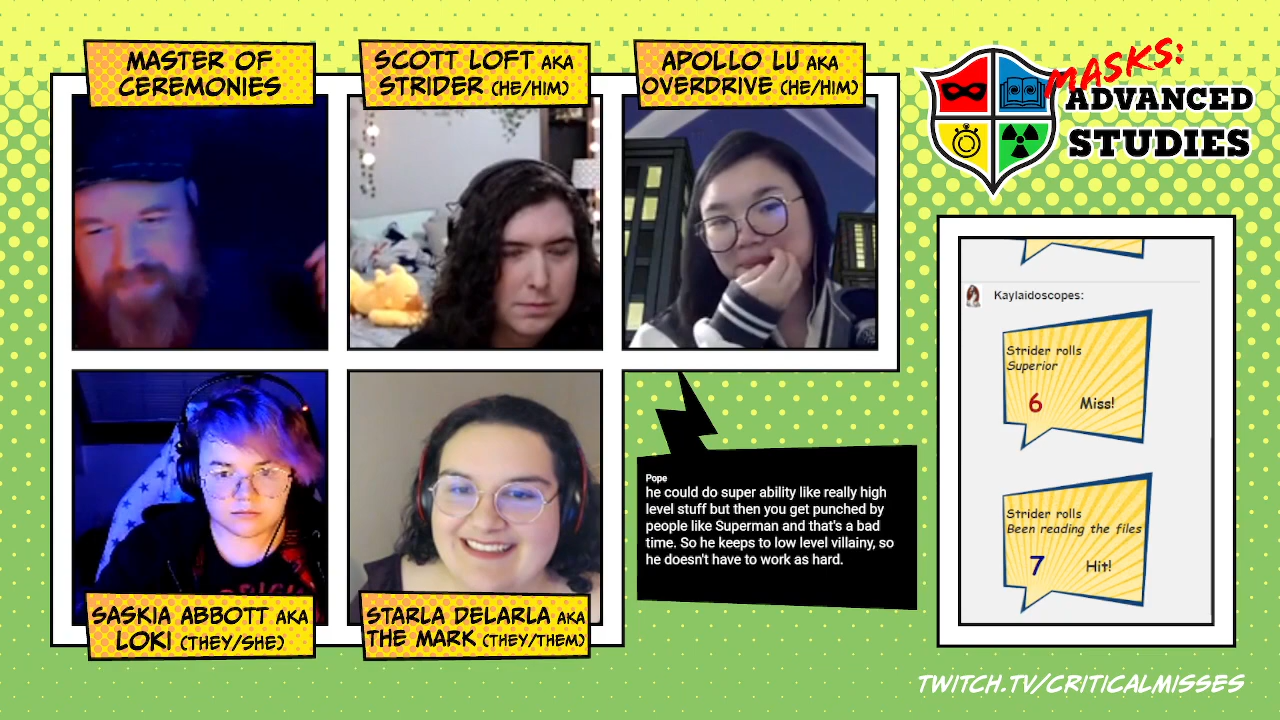 MASTER OF
CEREMONIES
SCOTT LOFT AKA
STRIDER (HE/HIM)
APOLLO LU AKA
OVERDRIVE (HE/HIM)
MASKS:
ADVANCED
STUDIES
Kaylaidoscopes:
Strider rolls
Superior
6 Miss!
Strider rolls
Been reading the files
7 Hit!
SASKIA ABBOTT AKA
LOKI (THEY/SHE)
STARLA DELARLA AKA
THE MARK (THEY/THEM)
Pope
he could do super ability like really high
level stuff but then you get punched by
people like Superman and that's a bad
time. So he keeps to low level villainy, so
he doesn't have to work as hard.
TWITCH.TV/CRITICALMISSES